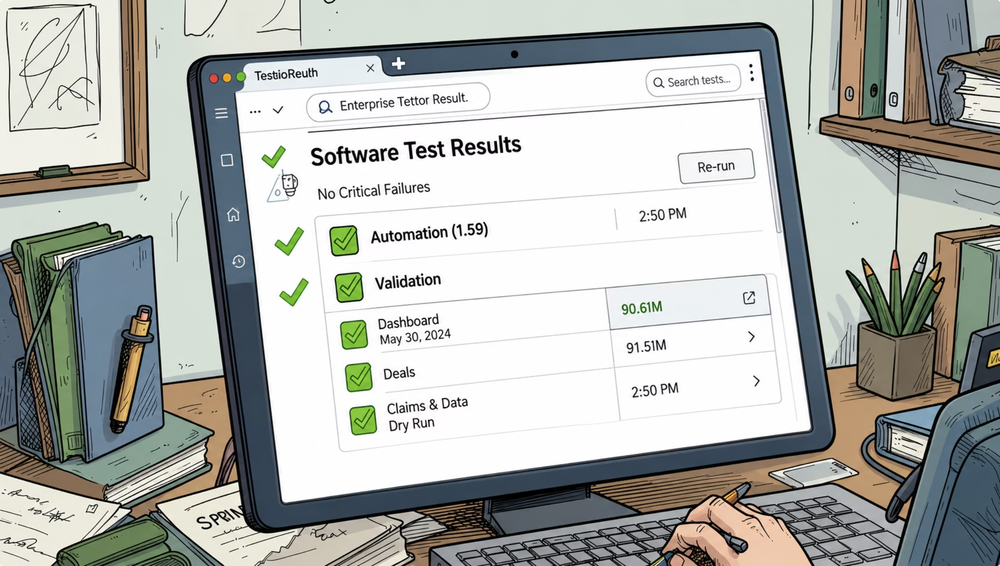 TestioReuth
Enterprise Tettor Result.
Search tests...
Software Test Results
Re-run
No Critical Failures
Automation (1.59)
2:50 PM
Validation
Dashboard
May 30, 2024
90.61M
Deals
91.51M
Claims & Data
Dry Run
2:50 PM
SPRIN